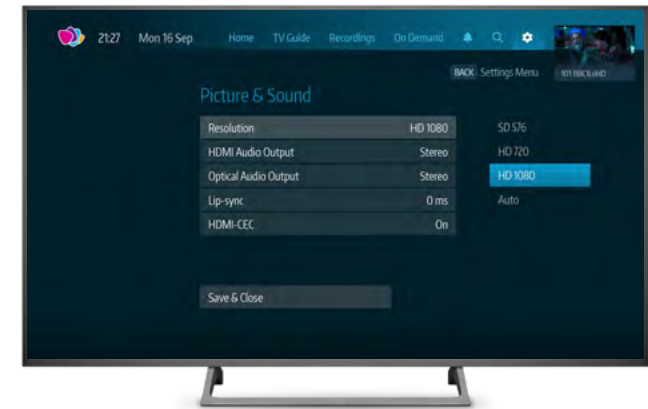 21:27 Mon 16 Sep Home TV Guide Recordings On Demand
BACK Settings Menu
Picture & Sound
Resolution HD 1080 SD 576
HDMI Audio Output Stereo HD 720
Optical Audio Output Stereo HD 1080
Lip-sync 0 ms Auto
HDMI-CEC On
Save & Close